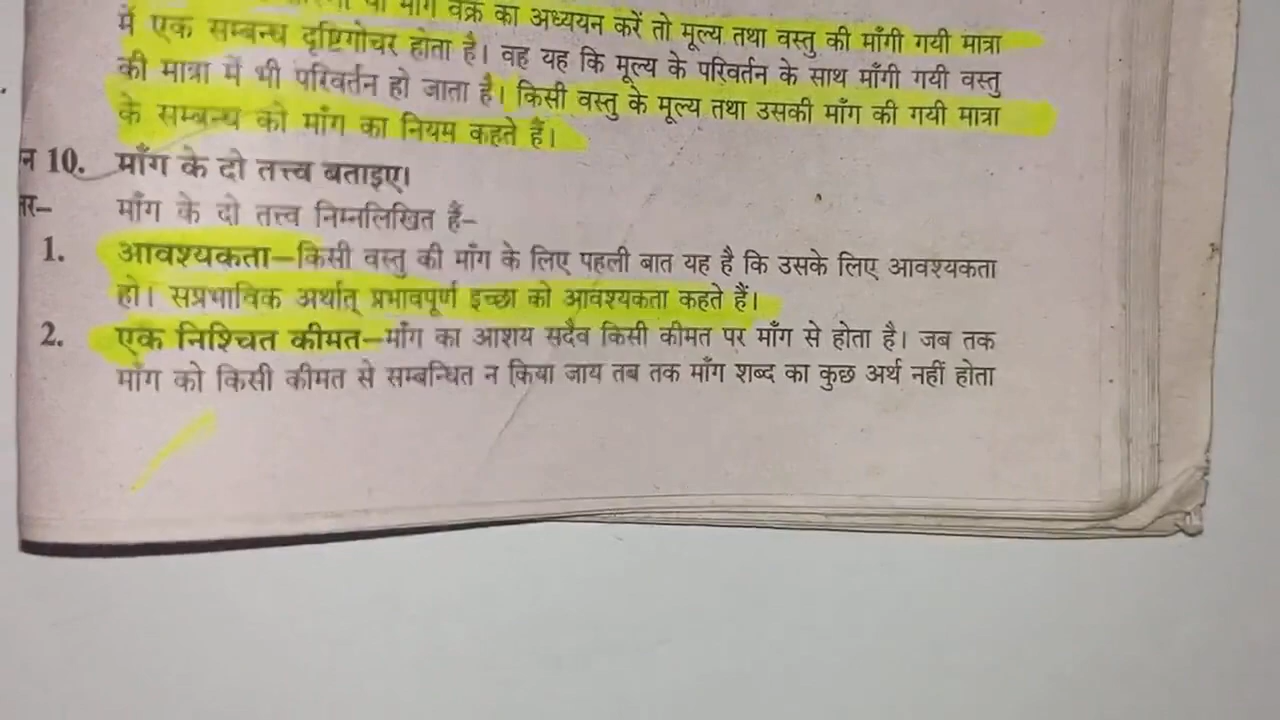 माँग वक्र का अध्ययन करें तो मूल्य तथा वस्तु की माँगी गयी मात्रा
में एक सम्बन्ध दृष्टिगोचर होता है। वह यह कि मूल्य के परिवर्तन के साथ माँगी गयी वस्तु
की मात्रा में भी परिवर्तन हो जाता है। किसी वस्तु के मूल्य तथा उसकी माँग की गयी मात्रा
के सम्बन्ध को माँग का नियम कहते हैं।
न 10. माँग के दो तत्त्व बताइए।
तर– माँग के दो तत्त्व निम्नलिखित हैं–
1. आवश्यकता–किसी वस्तु की माँग के लिए पहली बात यह है कि उसके लिए आवश्यकता
हो। सप्रभाविक अर्थात् प्रभावपूर्ण इच्छा को आवश्यकता कहते हैं।
2. एक निश्चित कीमत–माँग का आशय सदैव किसी कीमत पर माँग से होता है। जब तक
माँग को किसी कीमत से सम्बन्धित न किया जाय तब तक माँग शब्द का कुछ अर्थ नहीं होता